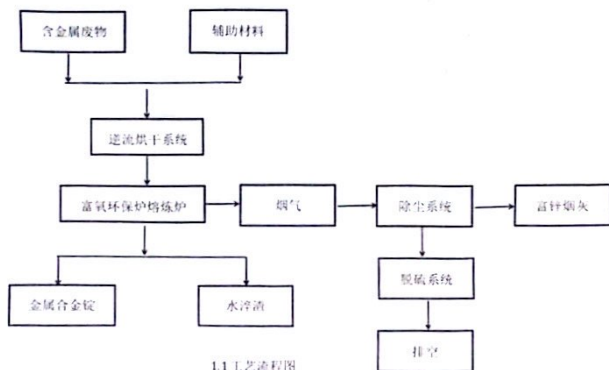 含金属废物
辅助材料
逆流烘干系统
富氧环保炉熔炼炉
烟气
除尘系统
富锌烟灰
金属合金锭
水淬渣
脱硫系统
排空
1.1工艺流程图